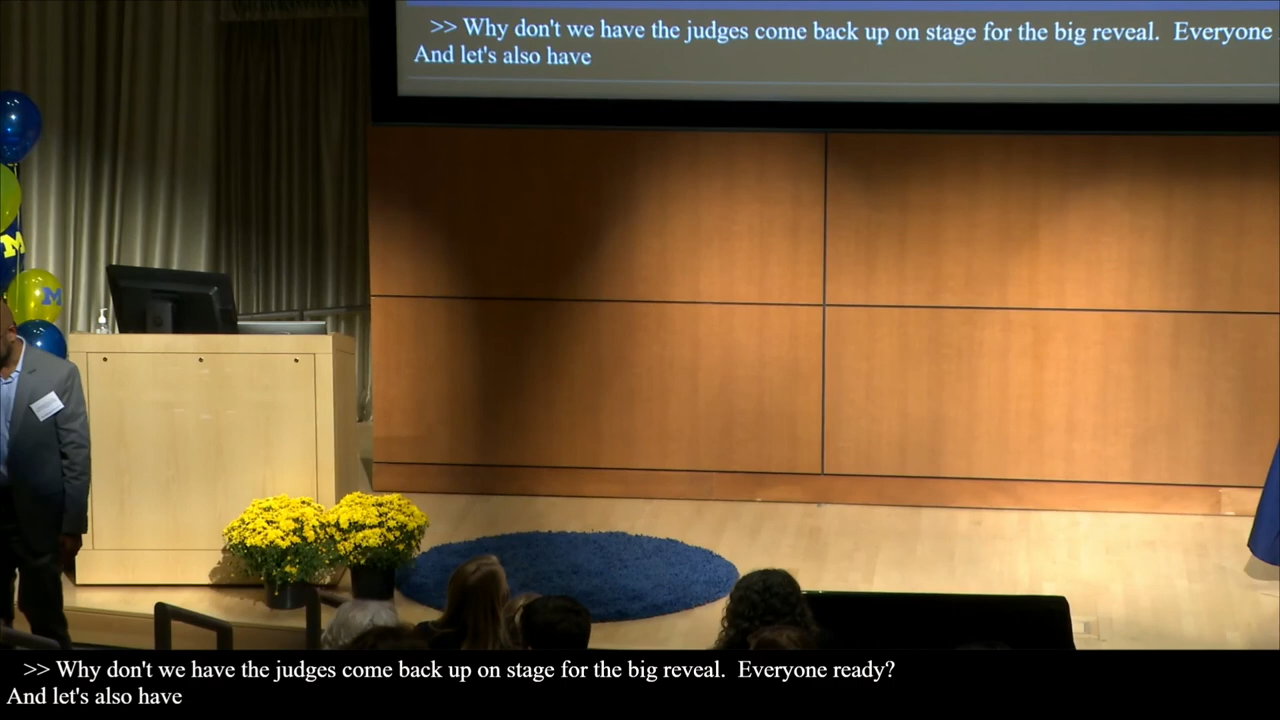 >> Why don't we have the judges come back up on stage for the big reveal.  Everyone
And let's also have
M
M
>> Why don't we have the judges come back up on stage for the big reveal.  Everyone ready?
And let's also have